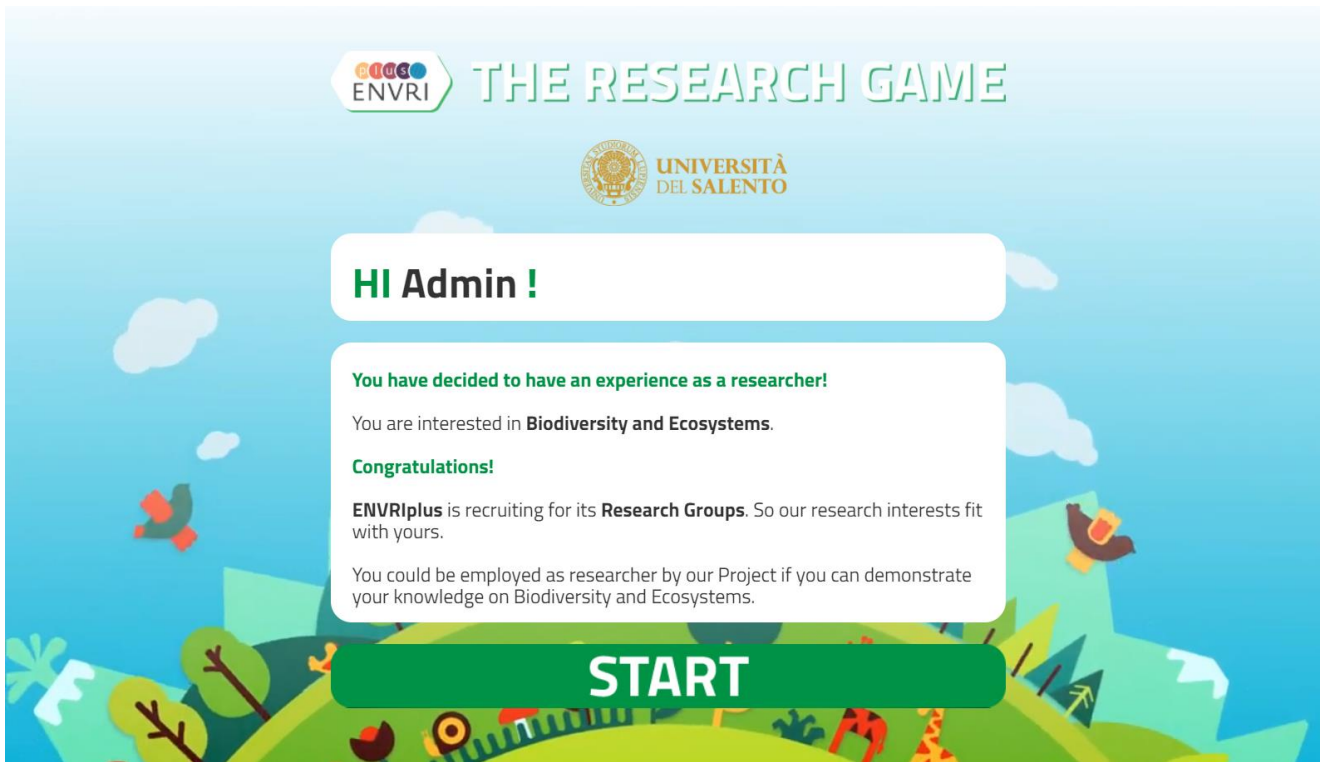 plus
ENVRI
THE RESEARCH GAME
UNIVERSITÀ
DEL SALENTO
HI Admin !
You have decided to have an experience as a researcher!
You are interested in Biodiversity and Ecosystems.
Congratulations!
ENVRIplus is recruiting for its Research Groups. So our research interests fit
with yours.
You could be employed as researcher by our Project if you can demonstrate
your knowledge on Biodiversity and Ecosystems.
START